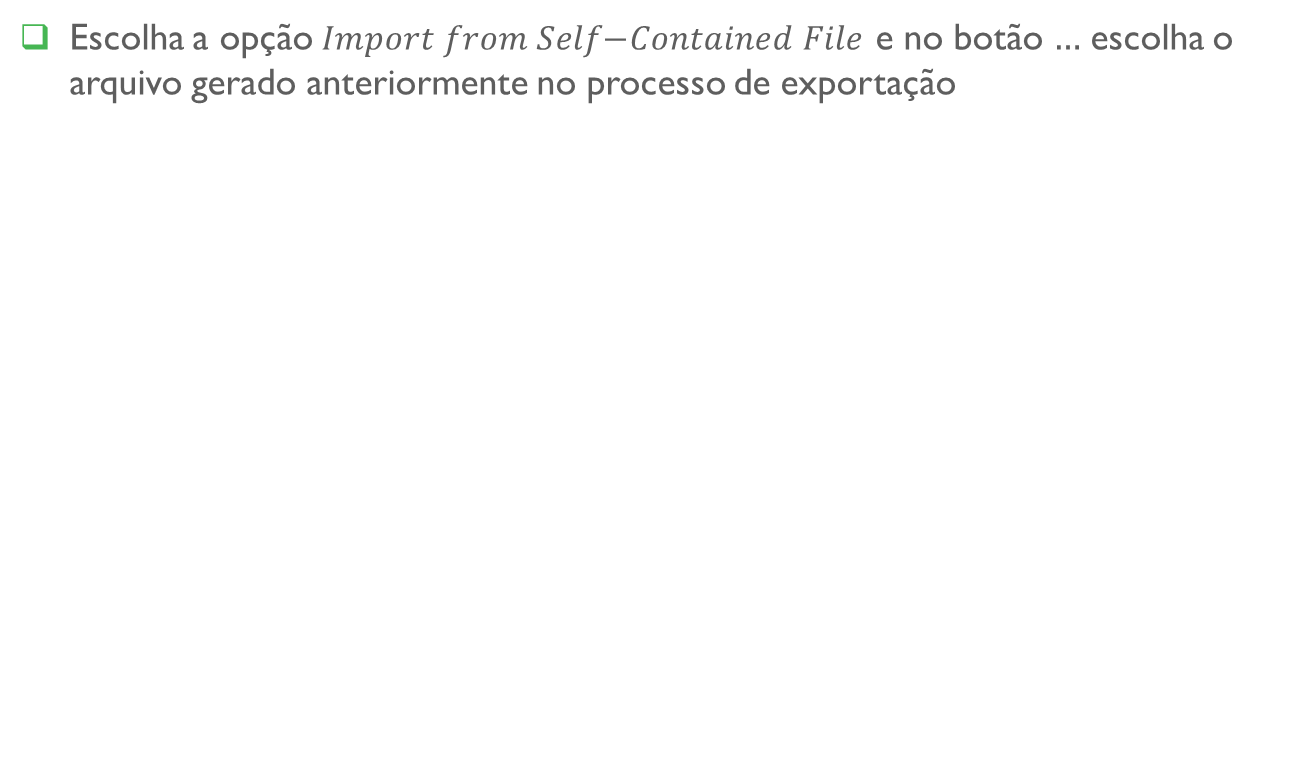 Escolha a opção Import from Self−Contained File e no botão ... escolha o
arquivo gerado anteriormente no processo de exportação